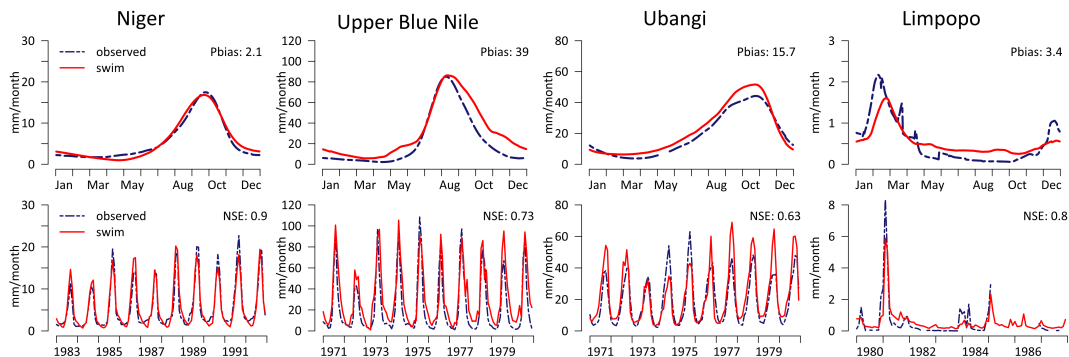 Niger
Upper Blue Nile
Ubangi
Limpopo
30
20
10
0
mm/month
observed
swim
Pbias: 2.1
Jan Mar May Aug Oct Dec
120
100
80
60
40
20
0
mm/month
Pbias: 39
Jan Mar May Aug Oct Dec
80
60
40
20
0
mm/month
Pbias: 15.7
Jan Mar May Aug Oct Dec
3
2
1
0
mm/month
Pbias: 3.4
Jan Mar May Aug Oct Dec
30
20
10
0
mm/month
observed
swim
NSE: 0.9
1983 1985 1987 1989 1991
120
100
80
60
40
20
0
mm/month
NSE: 0.73
1971 1973 1975 1977 1979
80
60
40
20
0
mm/month
NSE: 0.63
1971 1973 1975 1977 1979
8
6
4
2
0
mm/month
NSE: 0.8
1980 1982 1984 1986